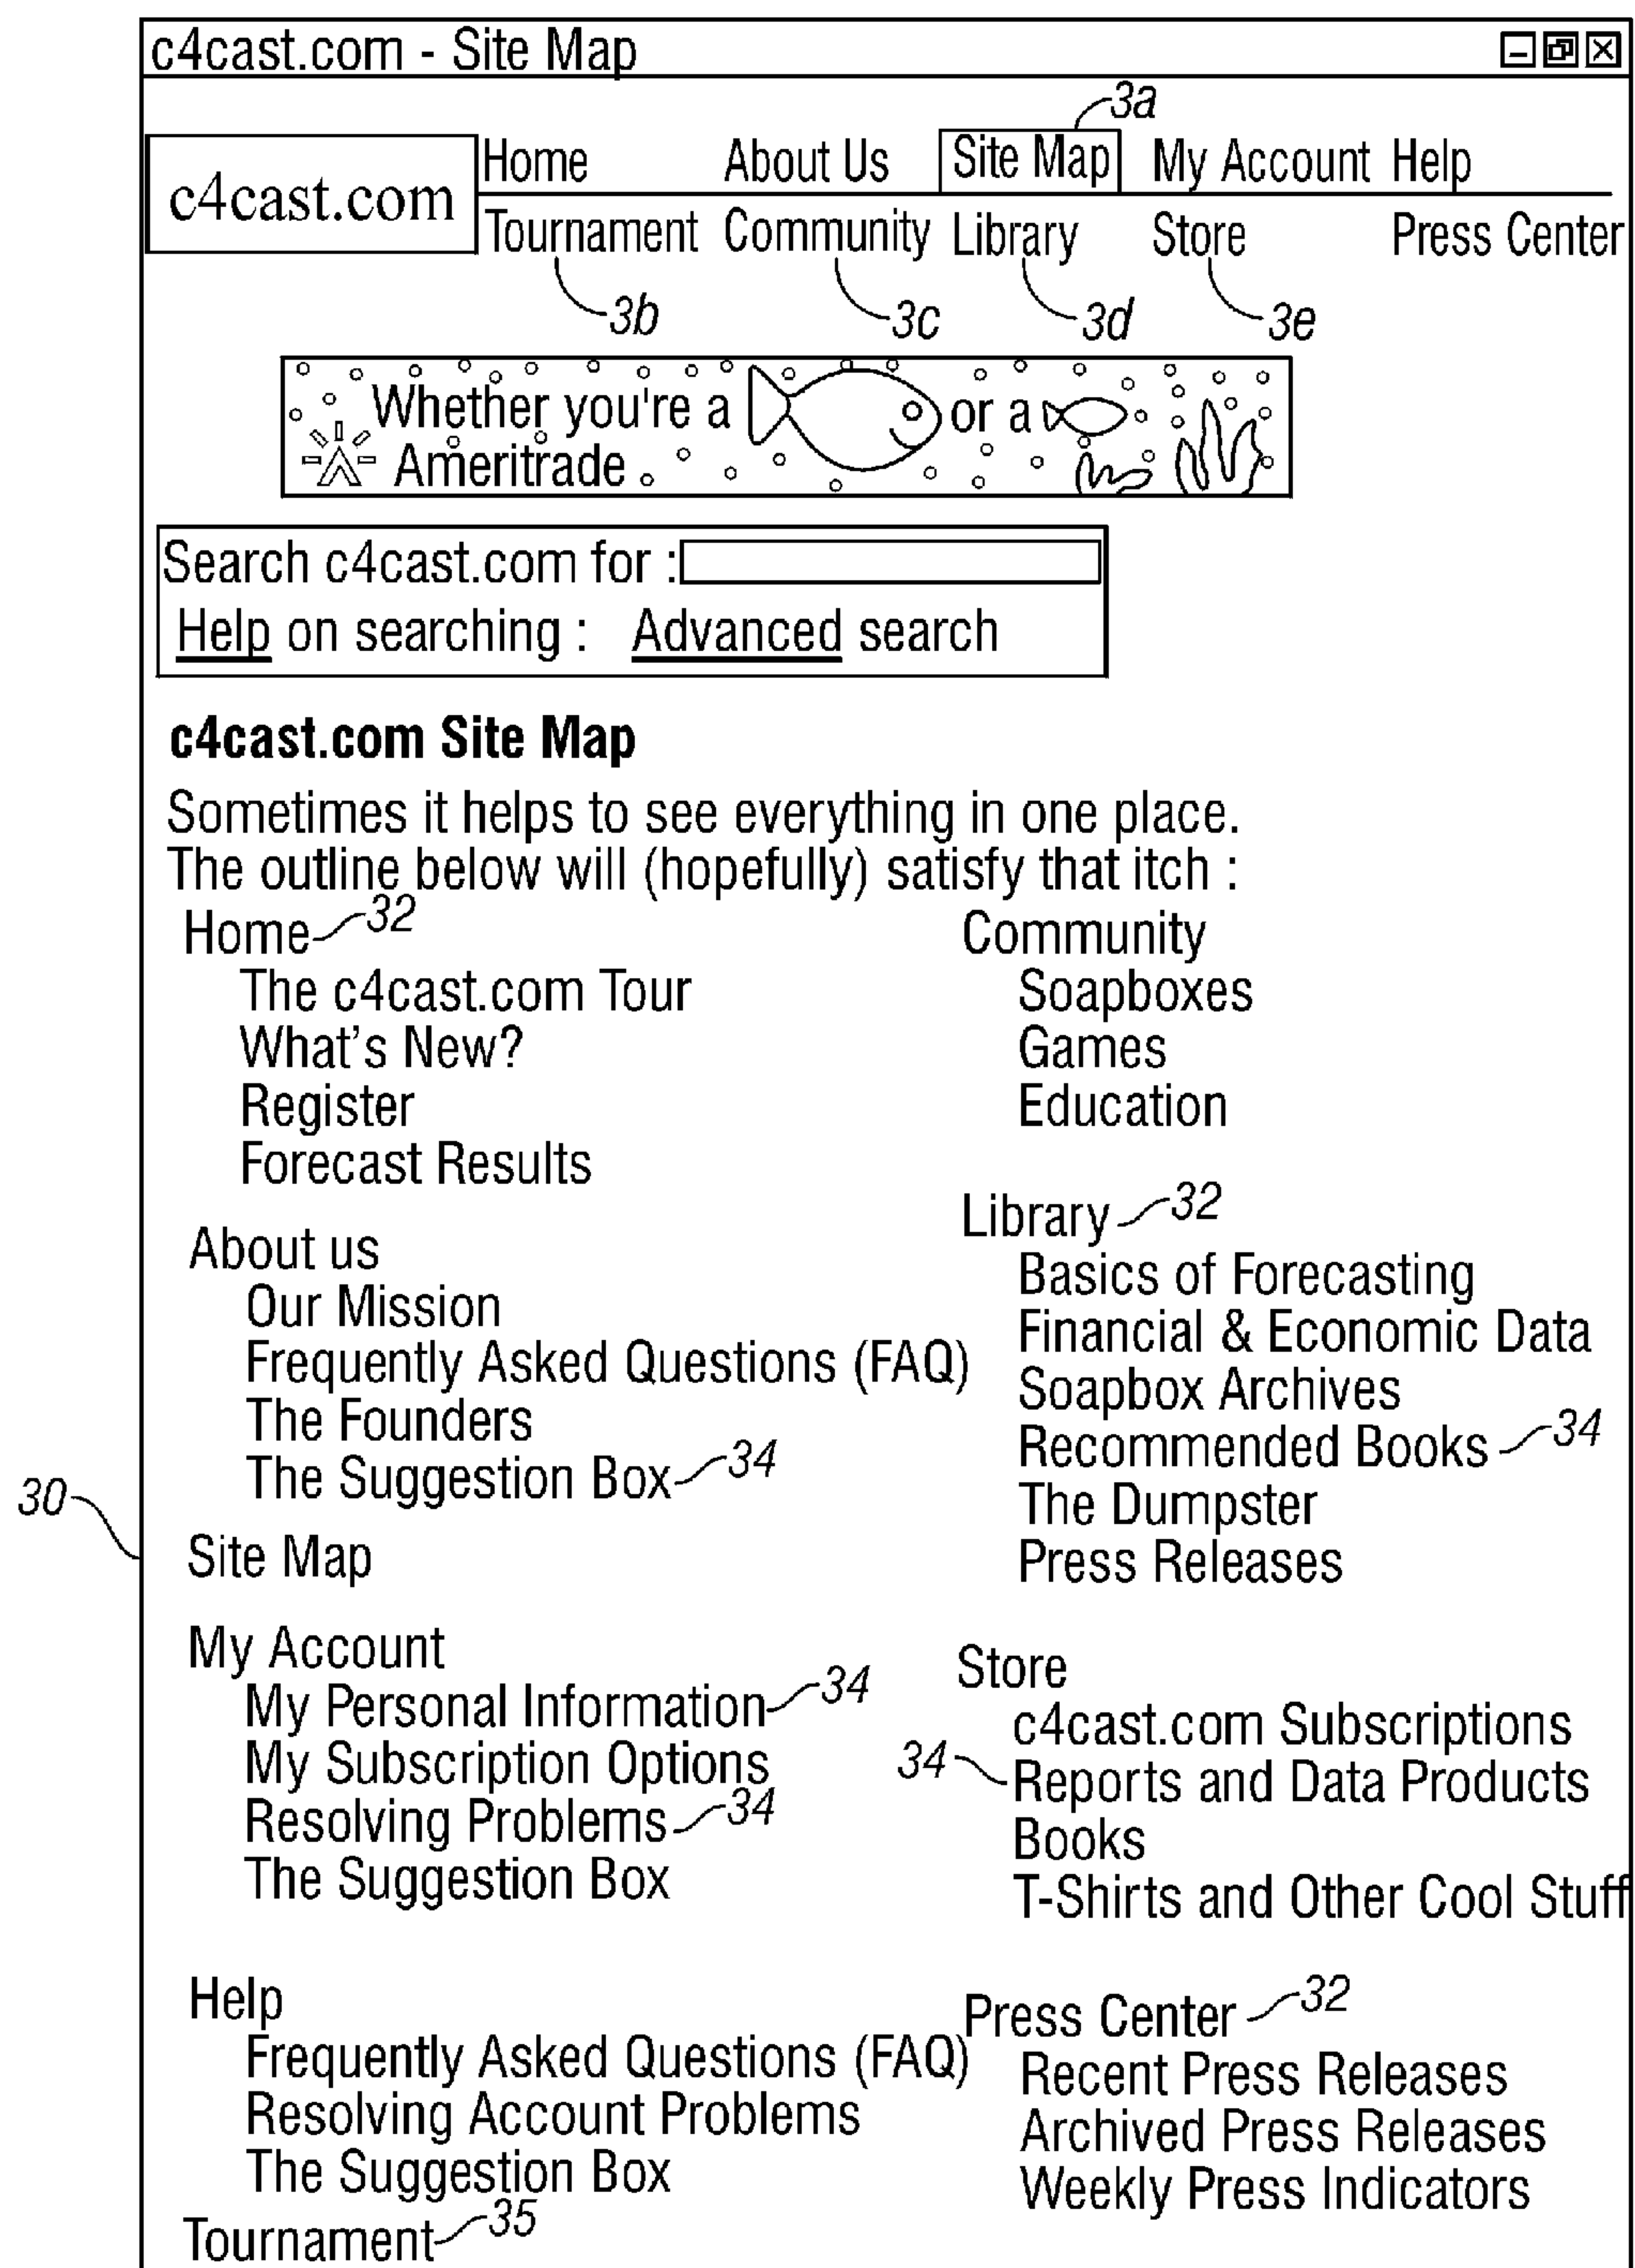 c4cast.com - Site Map
3a
Home About Us Site Map My Account Help
c4cast.com
Tournament Community Library Store Press Center
3b 3c 3d 3e
Whether you're a or a
Ameritrade
Search c4cast.com for :
Help on searching : Advanced search
c4cast.com Site Map
Sometimes it helps to see everything in one place.
The outline below will (hopefully) satisfy that itch :
Home 32
The c4cast.com Tour
What's New?
Register
Forecast Results
About us
Our Mission
Frequently Asked Questions (FAQ)
The Founders
The Suggestion Box 34
30
Site Map
My Account
My Personal Information 34
My Subscription Options
Resolving Problems 34
The Suggestion Box
Help
Frequently Asked Questions (FAQ)
Resolving Account Problems
The Suggestion Box
Tournament 35
Community
Soapboxes
Games
Education
Library 32
Basics of Forecasting
Financial & Economic Data
Soapbox Archives
Recommended Books 34
The Dumpster
Press Releases
Store
c4cast.com Subscriptions
34 Reports and Data Products
Books
T-Shirts and Other Cool Stuff
Press Center 32
Recent Press Releases
Archived Press Releases
Weekly Press Indicators